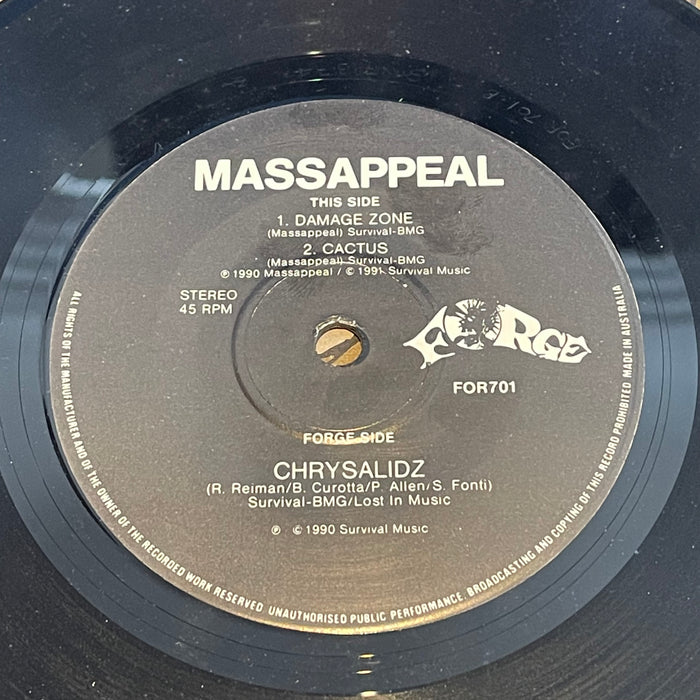 MASSAPPEAL
THIS SIDE
1. DAMAGE ZONE
(Massappeal) Survival-BMG
2. CACTUS
(Massappeal) Survival-BMG
℗ 1990 Massappeal / © 1991 Survival Music
STEREO
45 RPM
FORGE
FOR701
FORGE SIDE
CHRYSALIDZ
(R. Reiman/B. Curotta/P. Allen/S. Fonti)
Survival-BMG/Lost In Music
℗ © 1990 Survival Music
ALL RIGHTS OF THE MANUFACTURER AND OF THE OWNER OF THE RECORDED WORK RESERVED UNAUTHORISED PUBLIC PERFORMANCE, BROADCASTING AND COPYING OF THIS RECORD PROHIBITED MADE IN AUSTRALIA